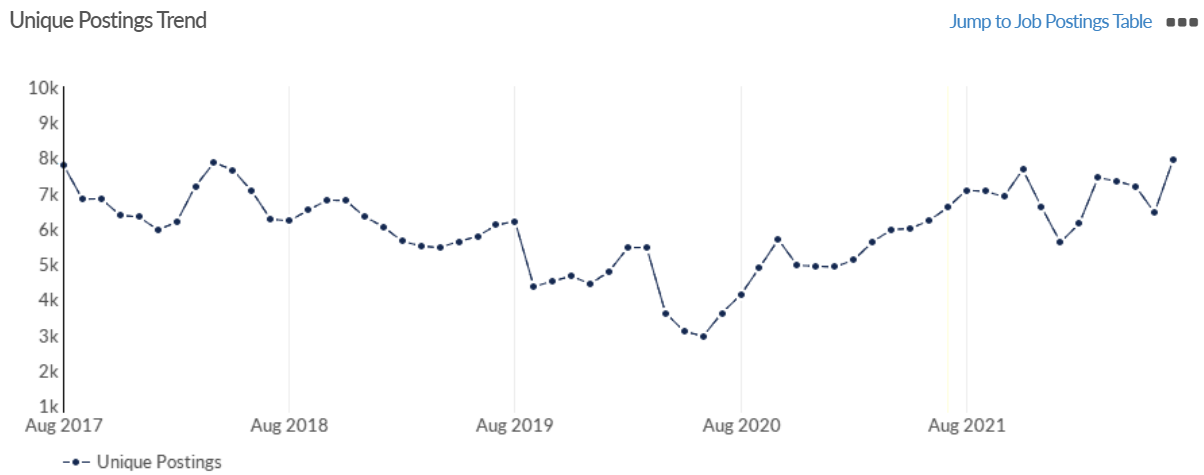 Unique Postings Trend
Jump to Job Postings Table
10k
9k
8k
7k
6k
5k
4k
3k
2k
1k
Aug 2017 Aug 2018 Aug 2019 Aug 2020 Aug 2021
Unique Postings